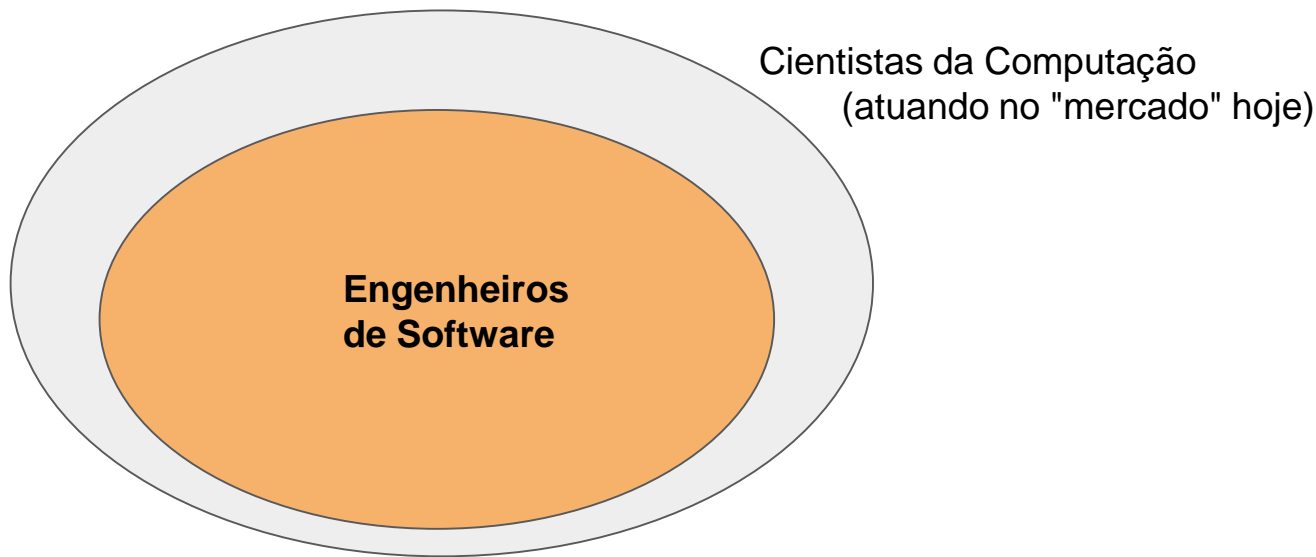 Cientistas da Computação
(atuando no "mercado" hoje)
Engenheiros
de Software